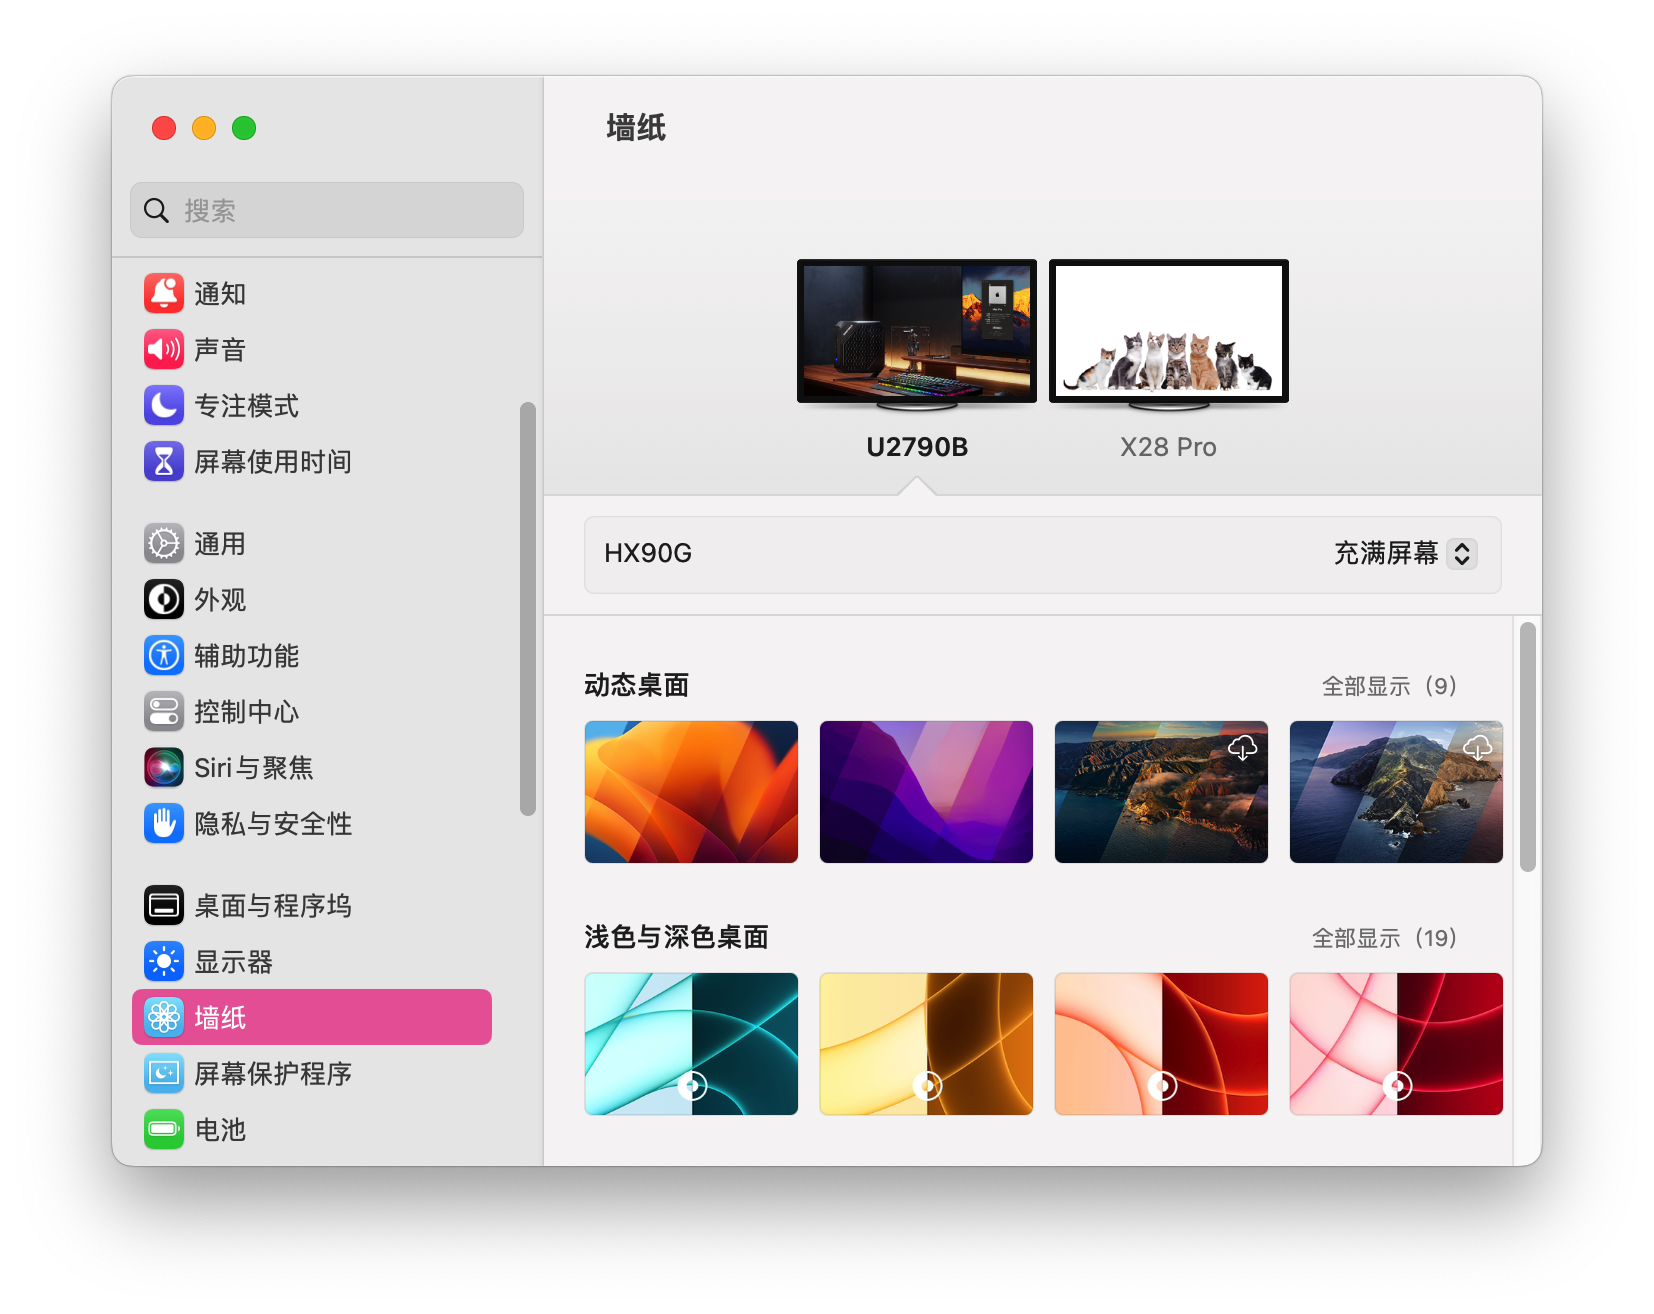 墙纸
搜索
通知
声音
专注模式
屏幕使用时间
通用
外观
辅助功能
控制中心
Siri与聚焦
隐私与安全性
桌面与程序坞
显示器
墙纸
屏幕保护程序
电池
U2790B
X28 Pro
HX90G
充满屏幕
动态桌面
全部显示（9）
浅色与深色桌面
全部显示（19）